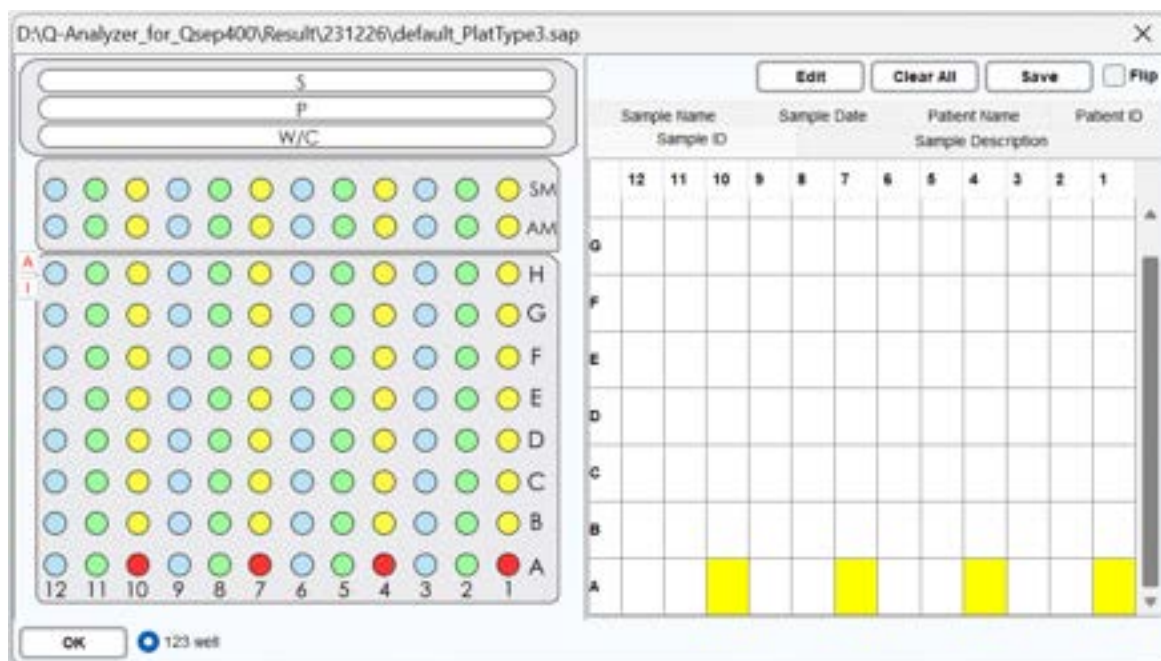 D:\Q-Analyzer_for_Qsep400\Result\231226\default_PlatType3.sap
S
P
W/C
Edit Clear All Save Flip
Sample Name Sample Date Patient Name Patient ID
Sample ID Sample Description
SM
AM
A
I
H
G
F
E
D
C
B
A
12 11 10 9 8 7 6 5 4 3 2 1
12 11 10 9 8 7 6 5 4 3 2 1
G
F
E
D
C
B
A
OK 123 well